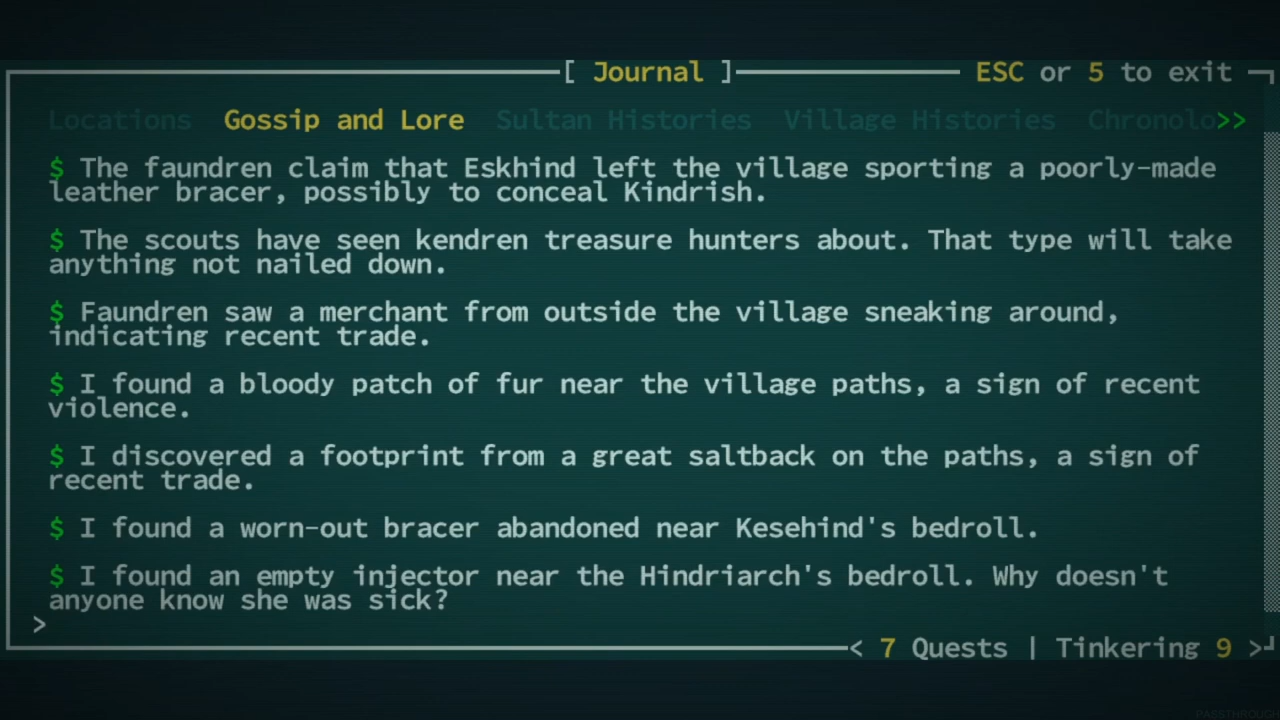 [ Journal ] ESC or 5 to exit
Locations Gossip and Lore Sultan Histories Village Histories Chronolo>>
$ The faundren claim that Eskhind left the village sporting a poorly-made
leather bracer, possibly to conceal Kindrish.
$ The scouts have seen kendren treasure hunters about. That type will take
anything not nailed down.
$ Faundren saw a merchant from outside the village sneaking around,
indicating recent trade.
$ I found a bloody patch of fur near the village paths, a sign of recent
violence.
$ I discovered a footprint from a great saltback on the paths, a sign of
recent trade.
$ I found a worn-out bracer abandoned near Kesehind's bedroll.
$ I found an empty injector near the Hindriarch's bedroll. Why doesn't
anyone know she was sick?
>
< 7 Quests | Tinkering 9 >